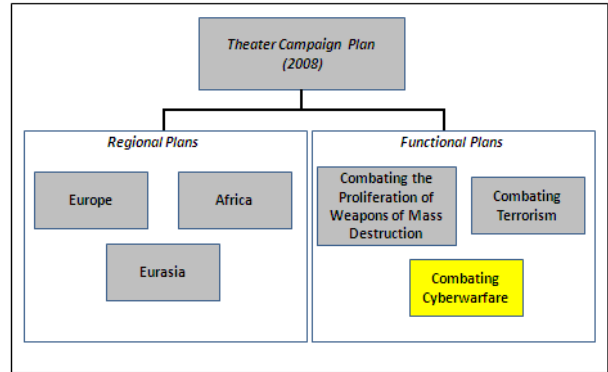 Theater Campaign Plan
(2008)
Regional Plans
Europe
Africa
Eurasia
Functional Plans
Combating the
Proliferation of
Weapons of Mass
Destruction
Combating
Terrorism
Combating
Cyberwarfare